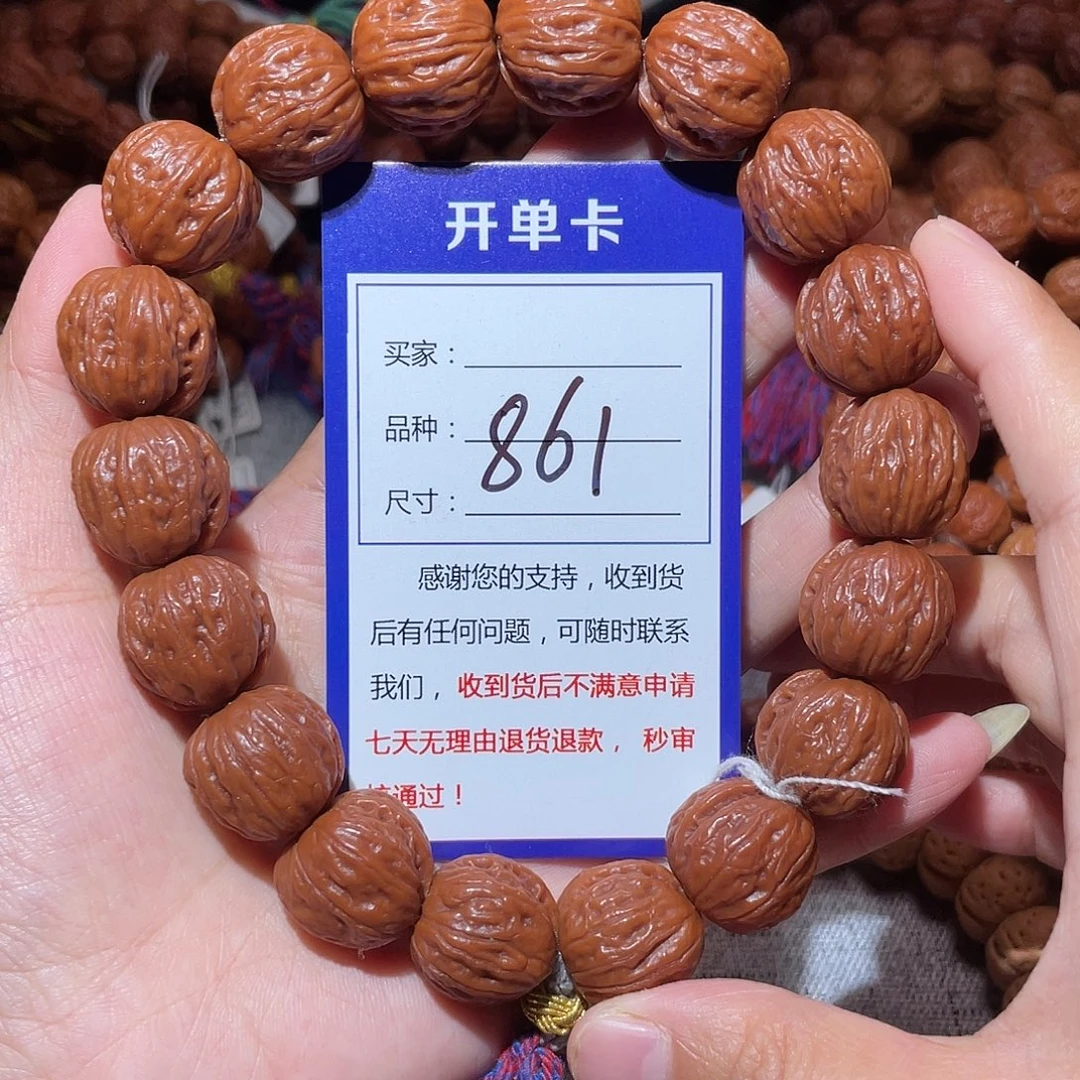 开单卡
买家：
品种：
861
尺寸：
感谢您的支持，收到货
后有任何问题，可随时联系
我们，收到货后不满意申请
七天无理由退货退款，秒审
核通过！